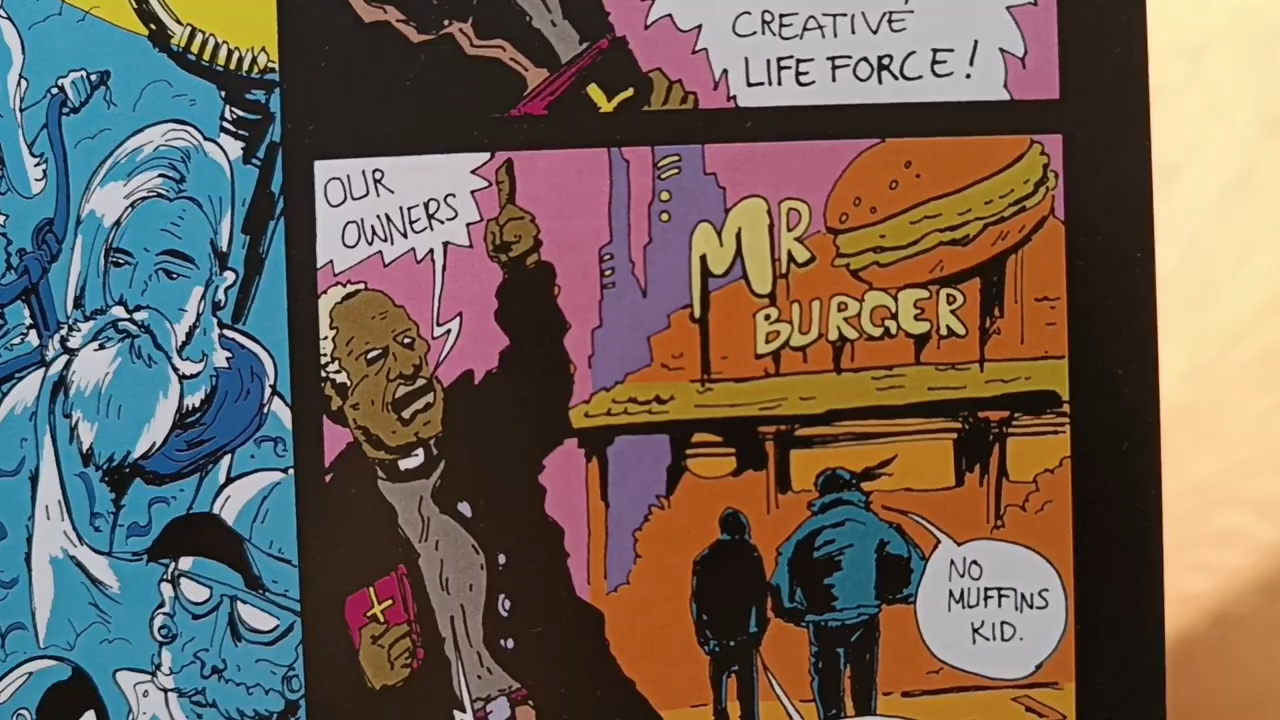 CREATIVE
LIFE FORCE!
OUR
OWNERS
MR
BURGER
NO
MUFFINS
KID.